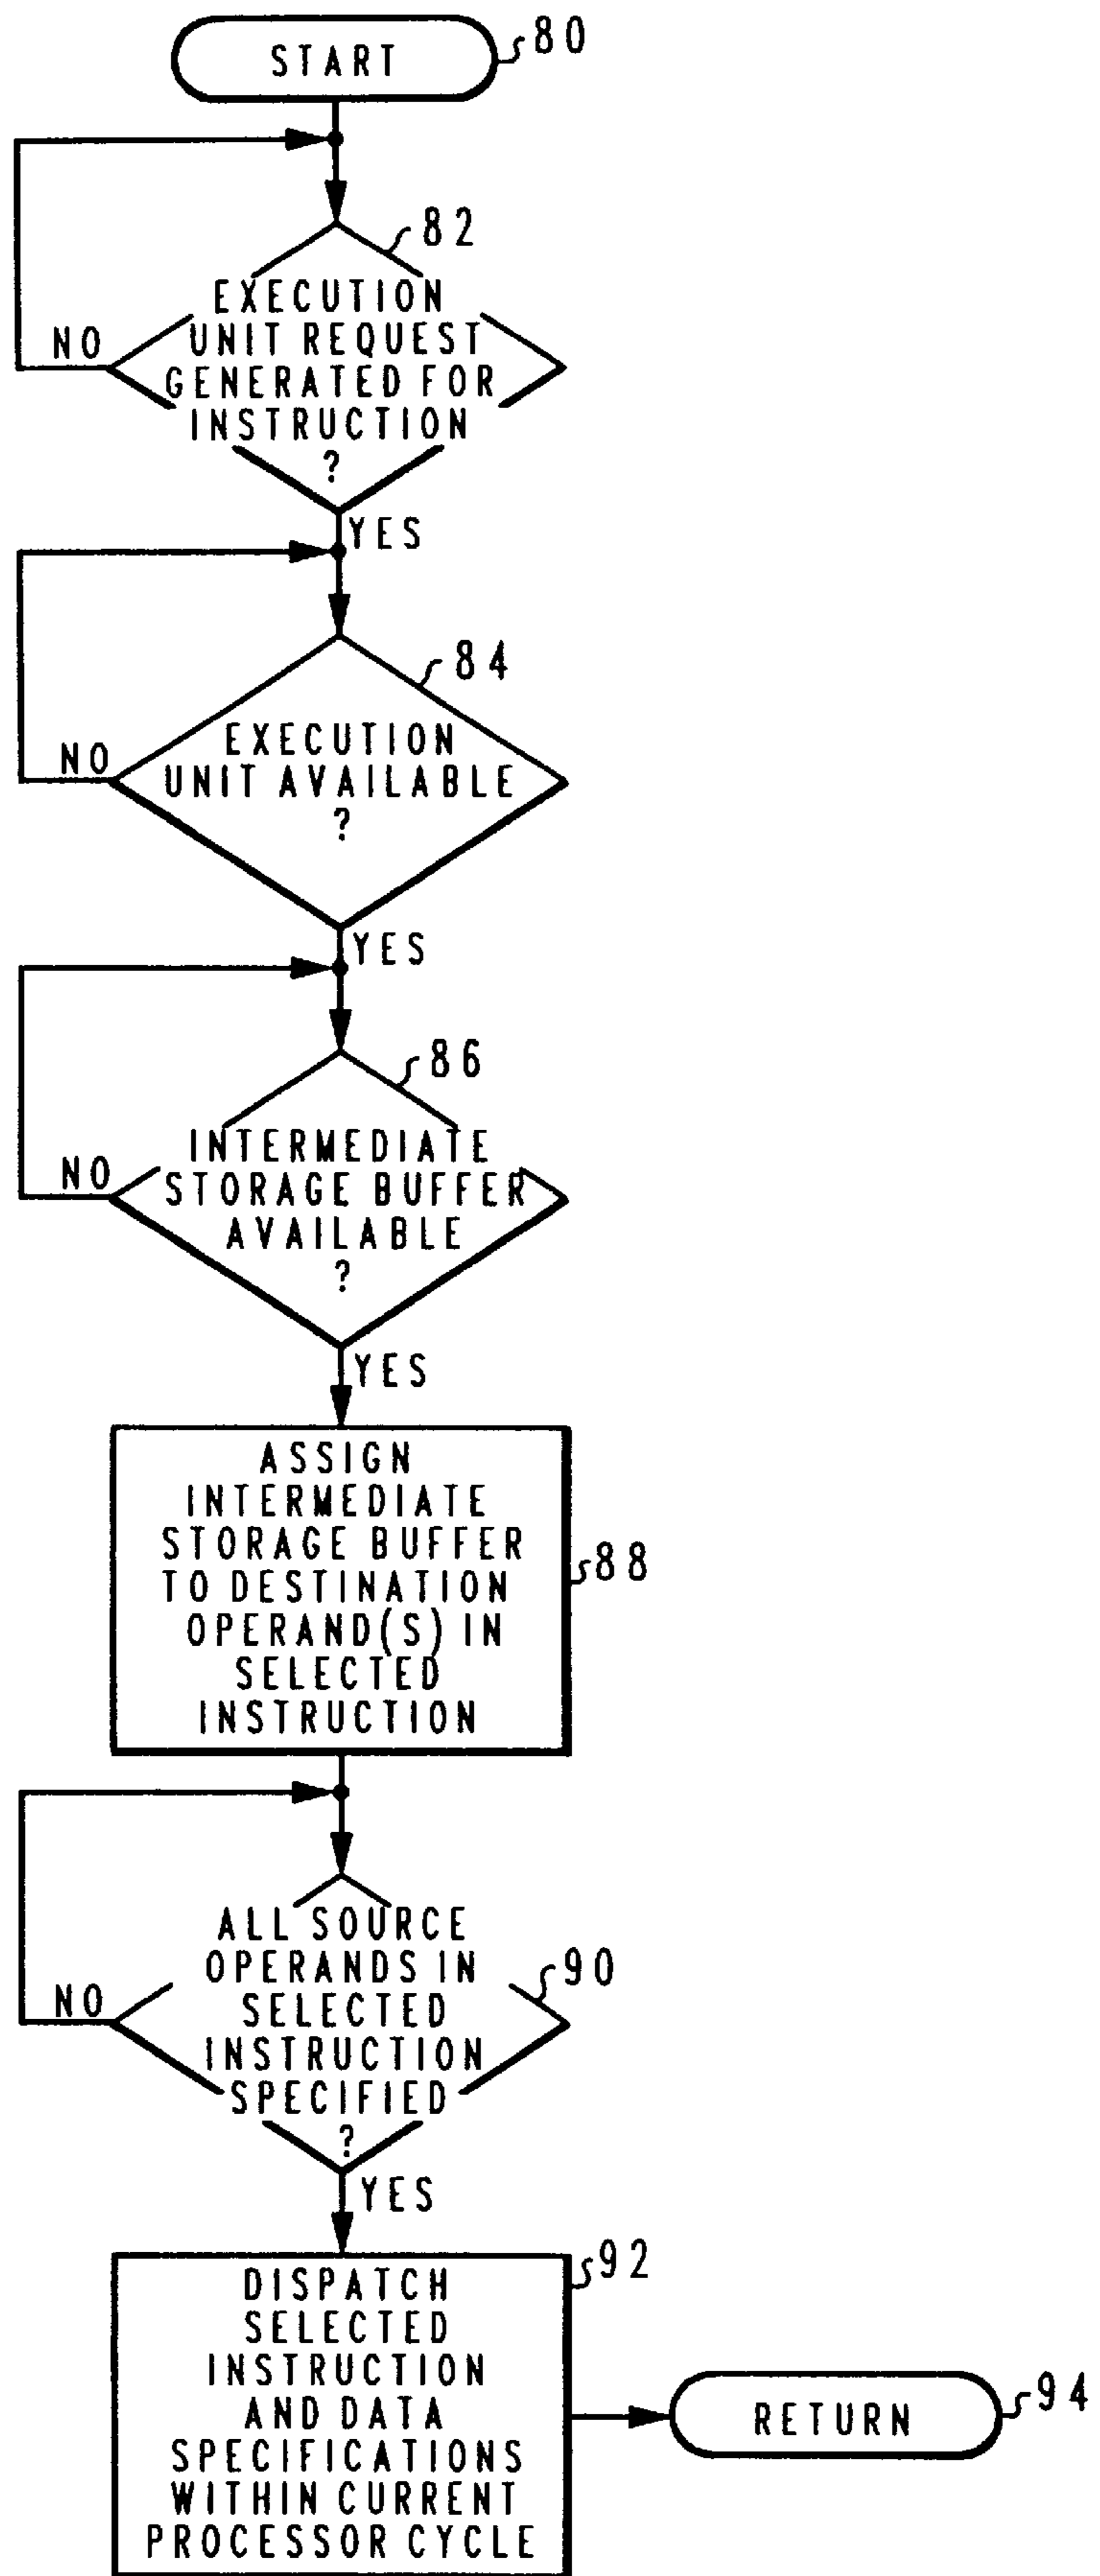 START
80
82
EXECUTION
UNIT REQUEST
GENERATED FOR
INSTRUCTION
?
NO
YES
84
EXECUTION
UNIT AVAILABLE
?
NO
YES
86
INTERMEDIATE
STORAGE BUFFER
AVAILABLE
?
NO
YES
ASSIGN
INTERMEDIATE
STORAGE BUFFER
TO DESTINATION
OPERAND(S) IN
SELECTED
INSTRUCTION
88
ALL SOURCE
OPERANDS IN
SELECTED
INSTRUCTION
SPECIFIED
?
90
NO
YES
92
DISPATCH
SELECTED
INSTRUCTION
AND DATA
SPECIFICATIONS
WITHIN CURRENT
PROCESSOR CYCLE
RETURN
94